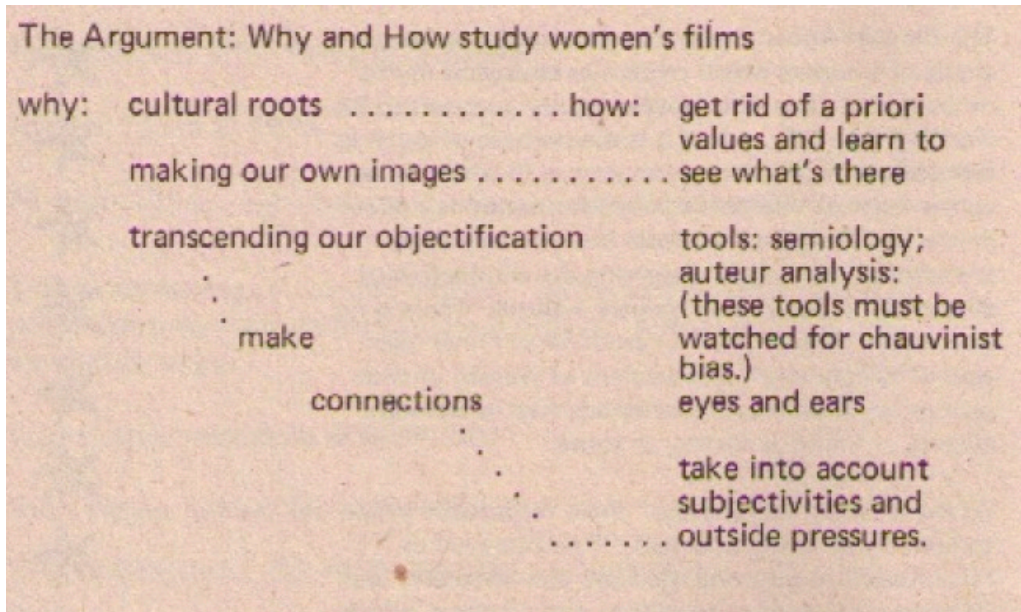 The Argument: Why and How study women's films
why: cultural roots ............ how: get rid of a priori
values and learn to
making our own images ........... see what's there
transcending our objectification tools: semiology;
auteur analysis:
(these tools must be
make watched for chauvinist
bias.)
connections eyes and ears
take into account
subjectivities and
....... outside pressures.